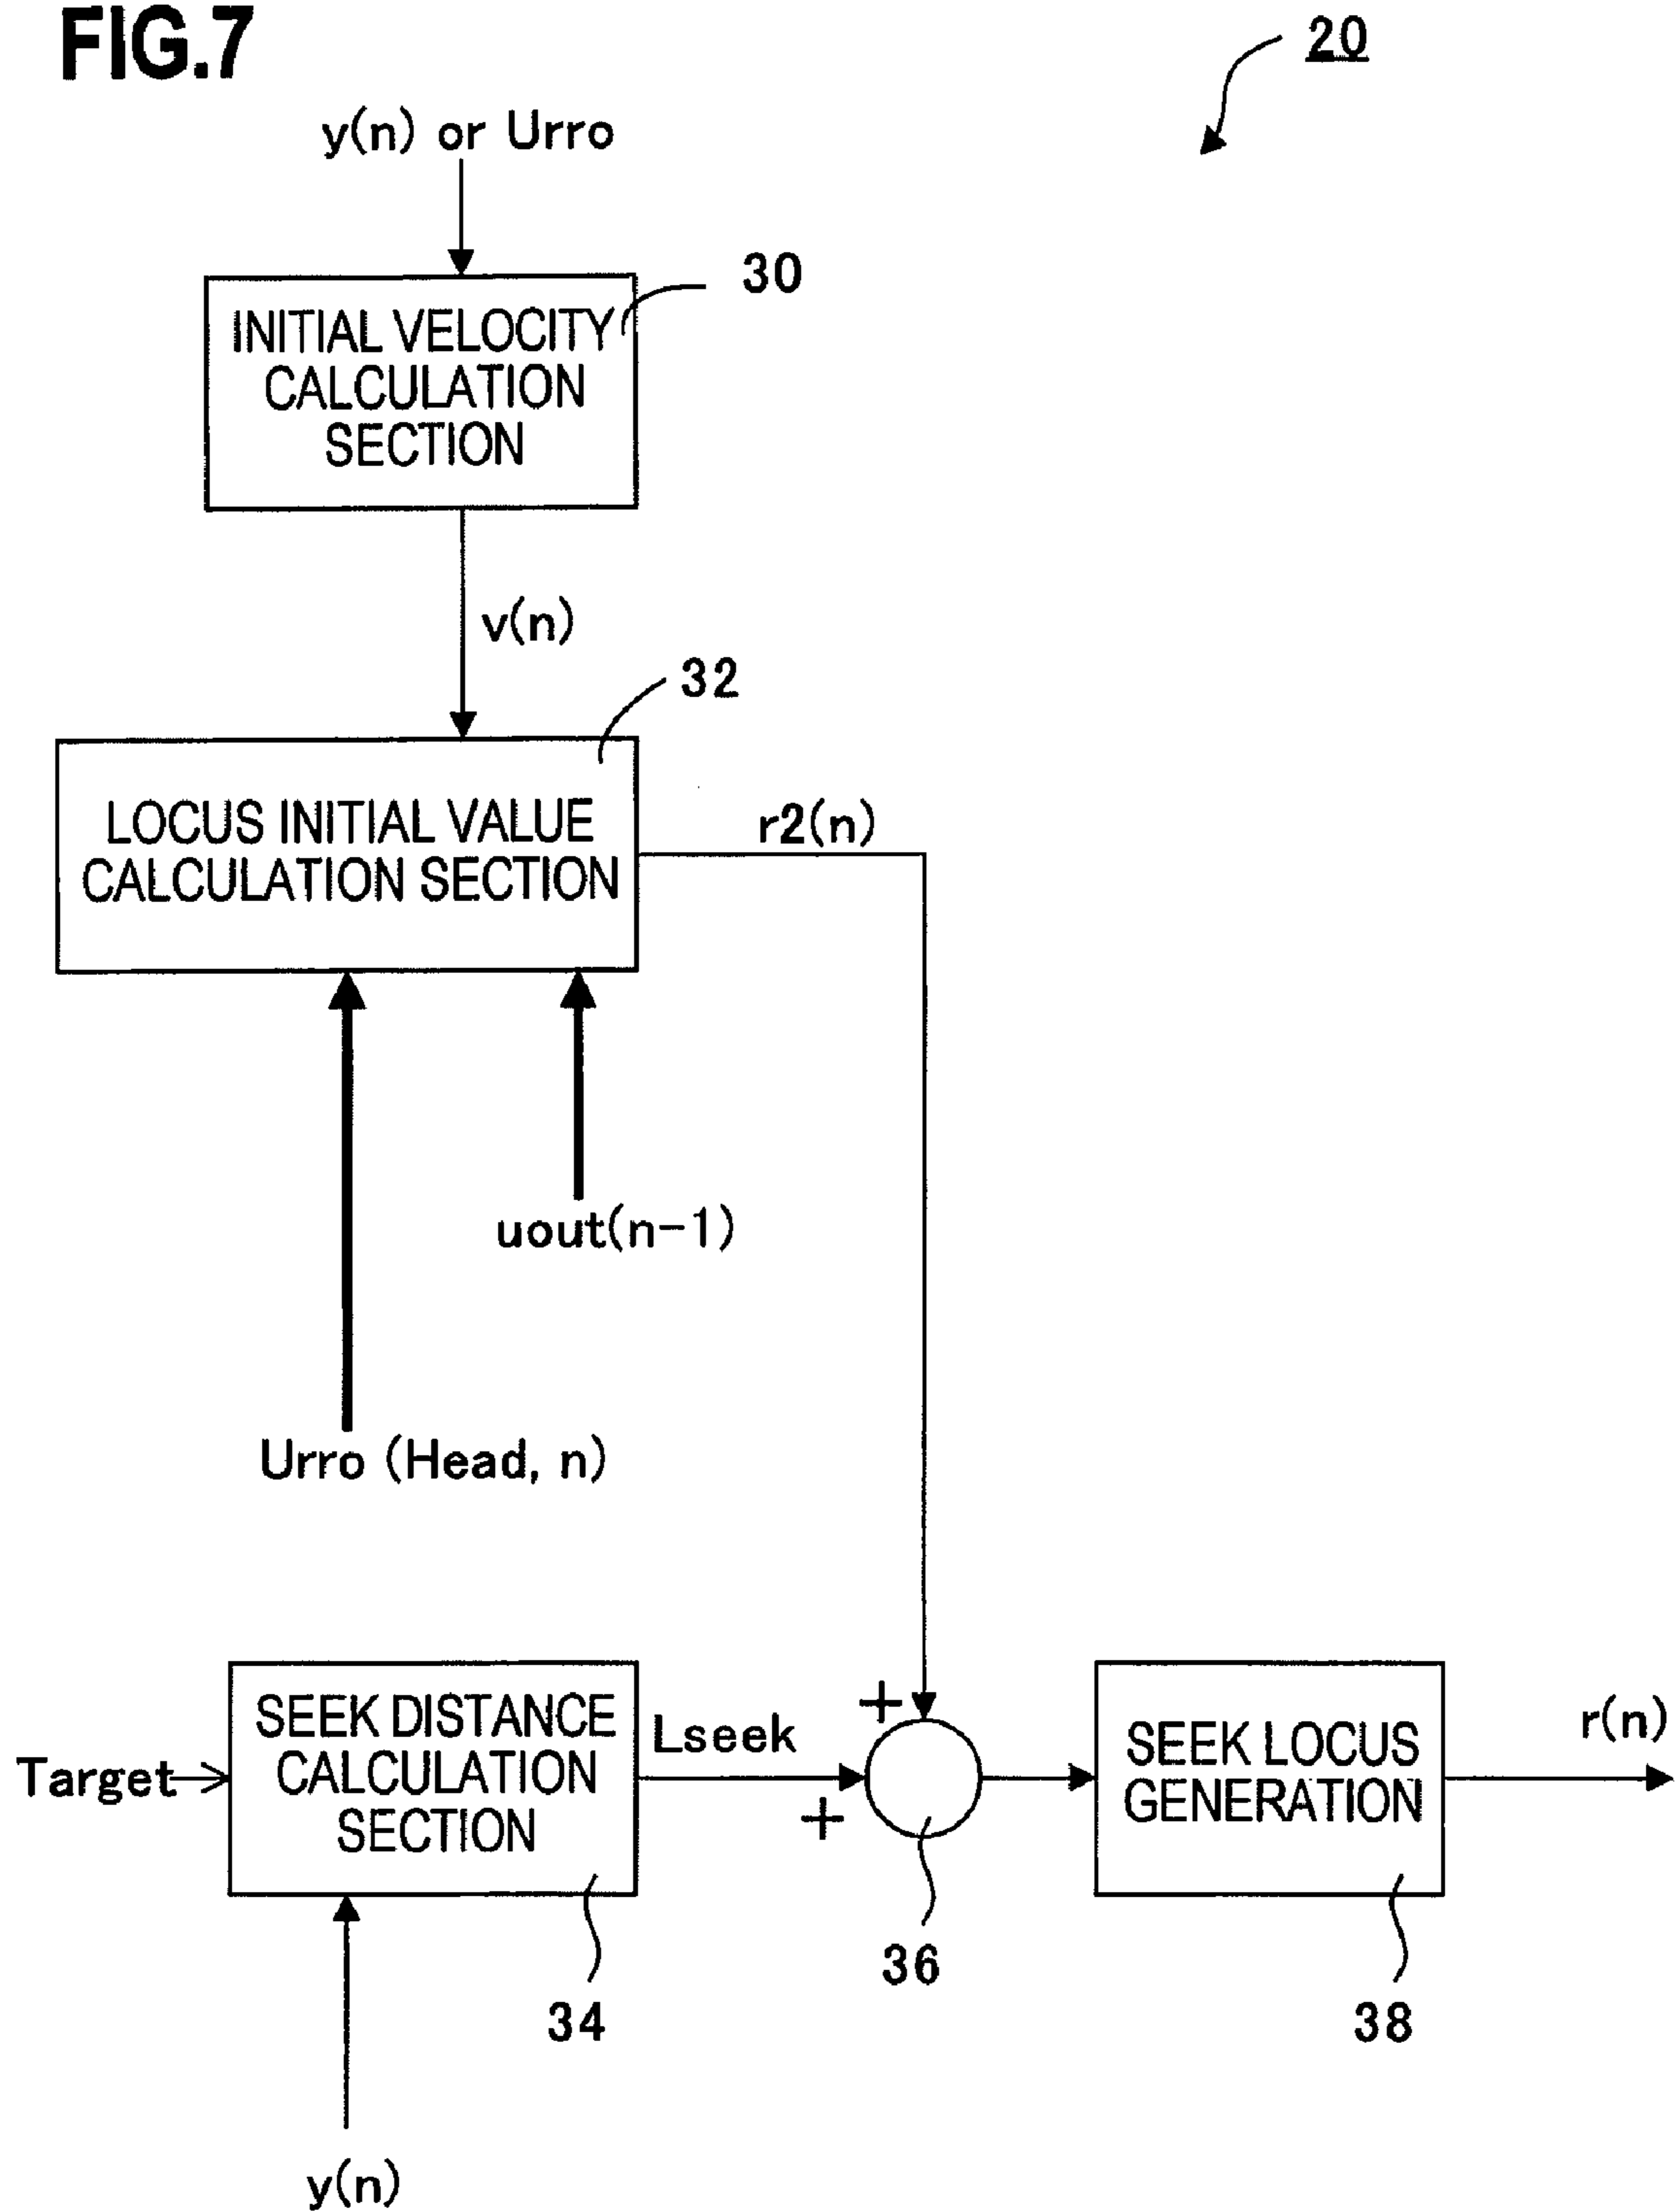 FIG.7
20
y(n) or Urro
30
INITIAL VELOCITY
CALCULATION
SECTION
v(n)
32
LOCUS INITIAL VALUE
CALCULATION SECTION
r2(n)
uout(n-1)
Urro (Head, n)
SEEK DISTANCE
CALCULATION
SECTION
Target
Lseek
+
+
SEEK LOCUS
GENERATION
r(n)
34
36
38
y(n)